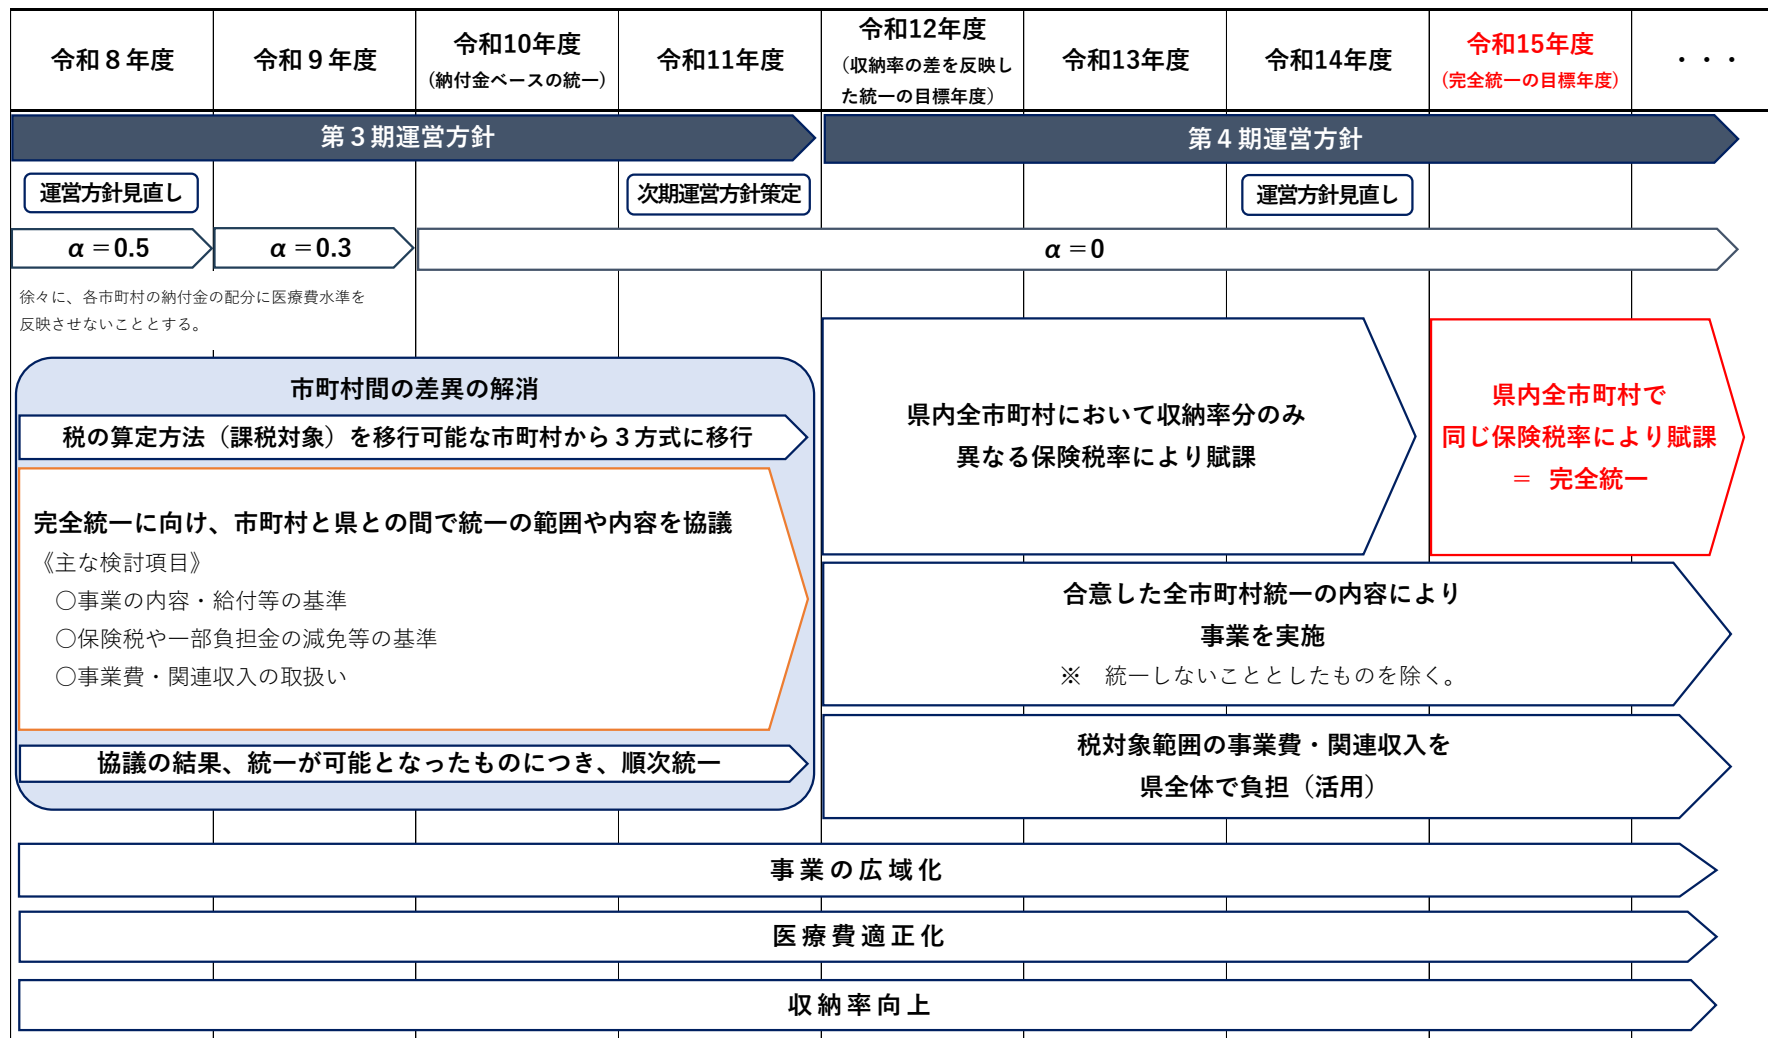 令和８年度
令和９年度
令和10年度
(納付金ベースの統一)
令和11年度
令和12年度
(収納率の差を反映し
た統一の目標年度)
令和13年度
令和14年度
令和15年度
(完全統一の目標年度)
・・・
第３期運営方針
第４期運営方針
運営方針見直し
次期運営方針策定
運営方針見直し
α＝0.5
α＝0.3
α＝0
徐々に、各市町村の納付金の配分に医療費水準を
反映させないこととする。
市町村間の差異の解消
税の算定方法（課税対象）を移行可能な市町村から３方式に移行
完全統一に向け、市町村と県との間で統一の範囲や内容を協議
《主な検討項目》
○事業の内容・給付等の基準
○保険税や一部負担金の減免等の基準
○事業費・関連収入の取扱い
協議の結果、統一が可能となったものにつき、順次統一
県内全市町村において収納率分のみ
異なる保険税率により賦課
県内全市町村で
同じ保険税率により賦課
＝ 完全統一
合意した全市町村統一の内容により
事業を実施
※　統一しないこととしたものを除く。
税対象範囲の事業費・関連収入を
県全体で負担（活用）
事業の広域化
医療費適正化
収納率向上